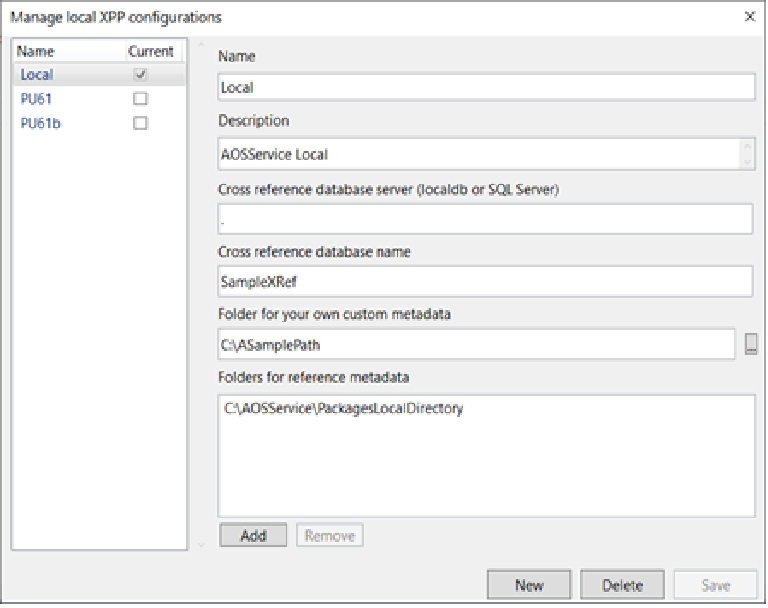 Manage local XPP configurations
Name Current
Local
PU61
PU61b
Name
Local
Description
AOSService Local
Cross reference database server (localdb or SQL Server)
.
Cross reference database name
SampleXRef
Folder for your own custom metadata
C:\ASamplePath
...
Folders for reference metadata
C:\AOSService\PackagesLocalDirectory
Add Remove
New Delete Save